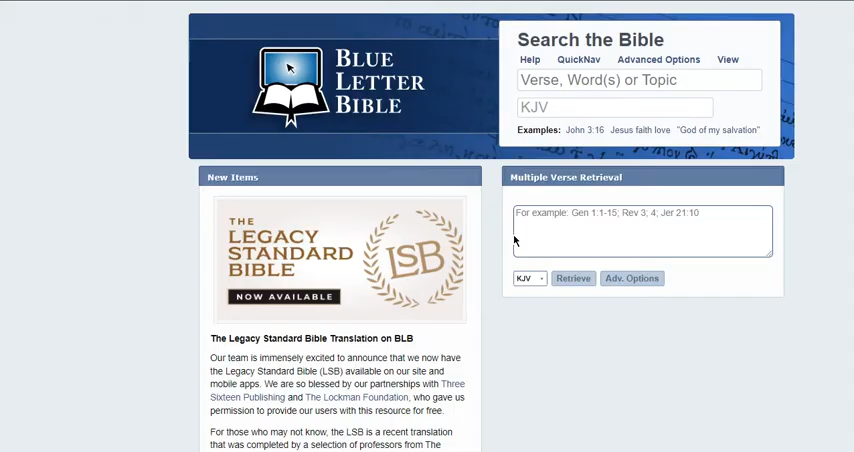 BLUE
LETTER
BIBLE
Search the Bible
Help QuickNav Advanced Options View
Verse, Word(s) or Topic
KJV
Examples: John 3:16 Jesus faith love "God of my salvation"
New Items
THE
LEGACY
STANDARD
BIBLE
LSB
NOW AVAILABLE
The Legacy Standard Bible Translation on BLB
Our team is immensely excited to announce that we now have
the Legacy Standard Bible (LSB) available on our site and
mobile apps. We are so blessed by our partnerships with Three
Sixteen Publishing and The Lockman Foundation, who gave us
permission to provide our users with this resource for free.
For those who may not know, the LSB is a recent translation
that was completed by a selection of professors from The
Multiple Verse Retrieval
For example: Gen 1:1-15; Rev 3; 4; Jer 21:10
KJV Retrieve Adv. Options